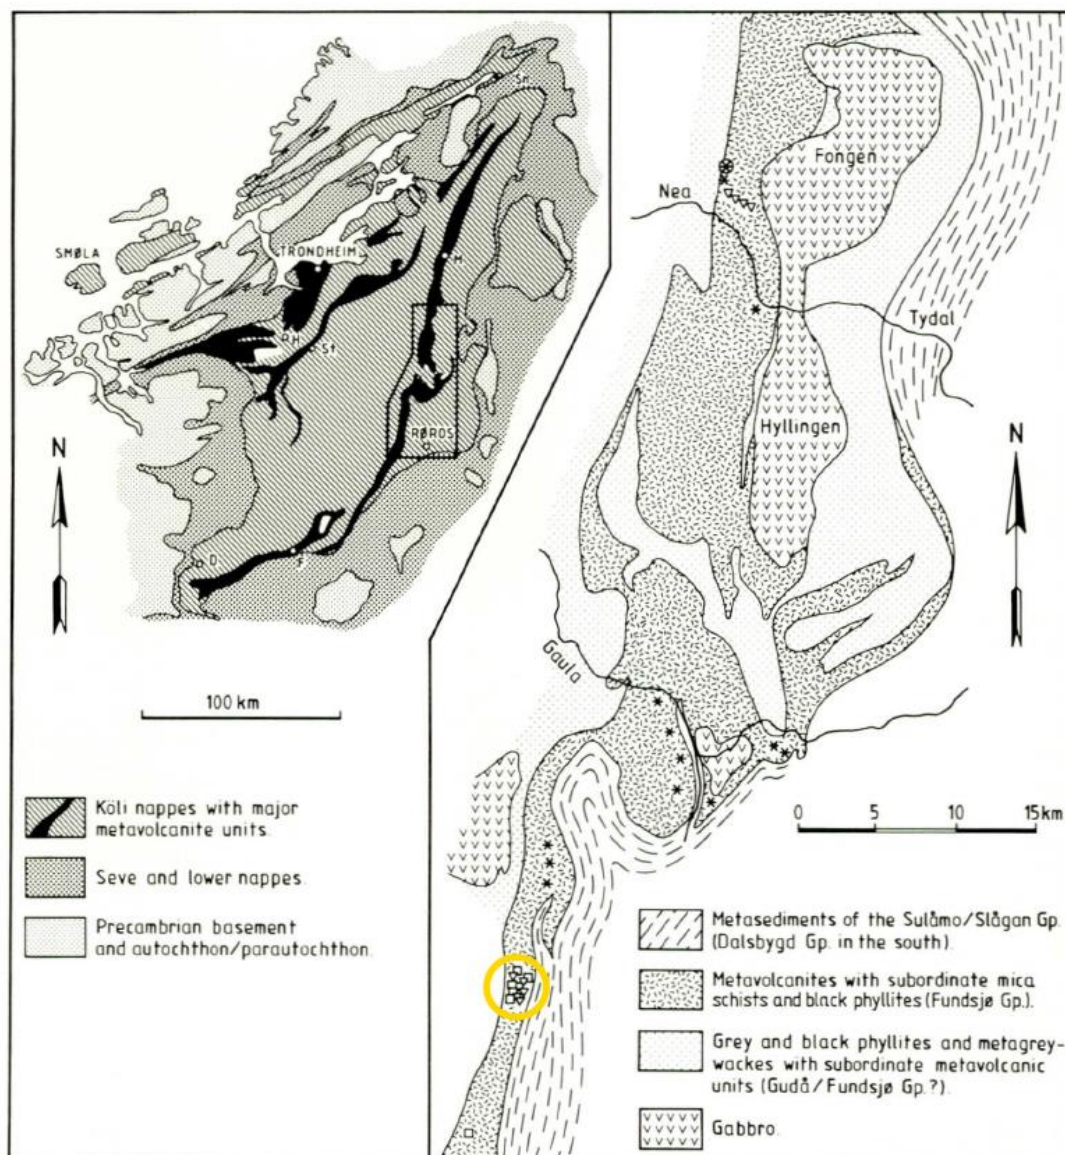 Sn
SMØLA
TRONDHEIM
M
RH
St
RØROS
N
D
F
100 km
Köli nappes with major
metavolcanite units.
Seve and lower nappes.
Precambrian basement
and autochthon/parautochthon.
Fongen
Nea
Tydal
Hyllingen
N
Gaula
0 5 10 15km
Metasediments of the Sulåmo/Slågan Gp.
(Dalsbygd Gp. in the south).
Metavolcanites with subordinate mica
schists and black phyllites (Fundsjø Gp.).
Grey and black phyllites and metagrey-
wackes with subordinate metavolcanic
units (Gudå/Fundsjø Gp.?).
Gabbro.